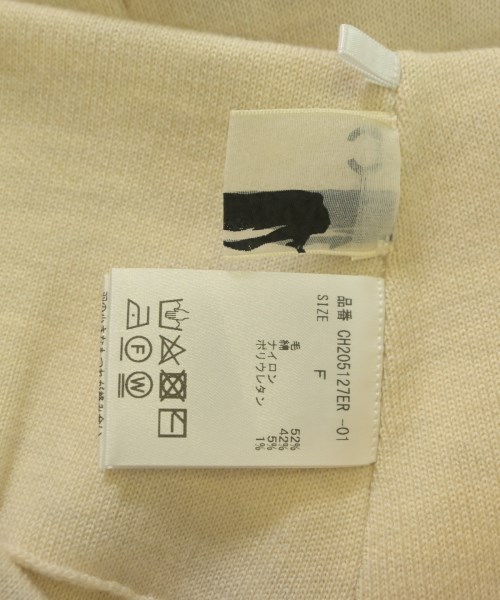 品番 CH205127ER -01
SIZE F
毛 52%
綿 42%
ナイロン 5%
ポリウレタン 1%
F
W